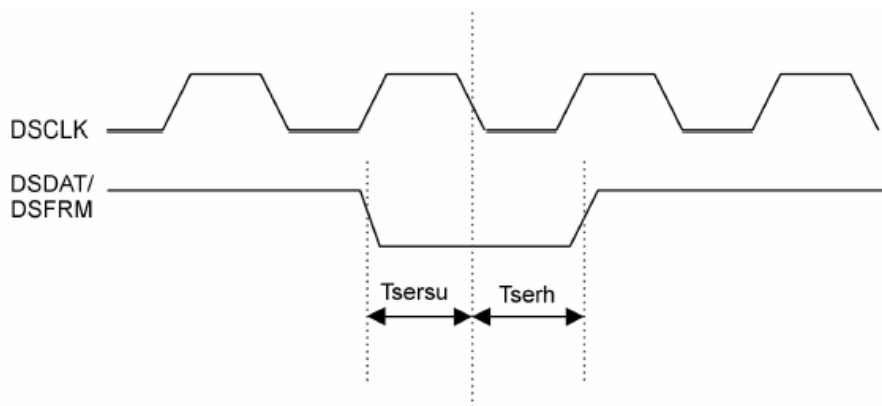 DSCLK
DSDAT/
DSFRM
Tsersu
Tserh